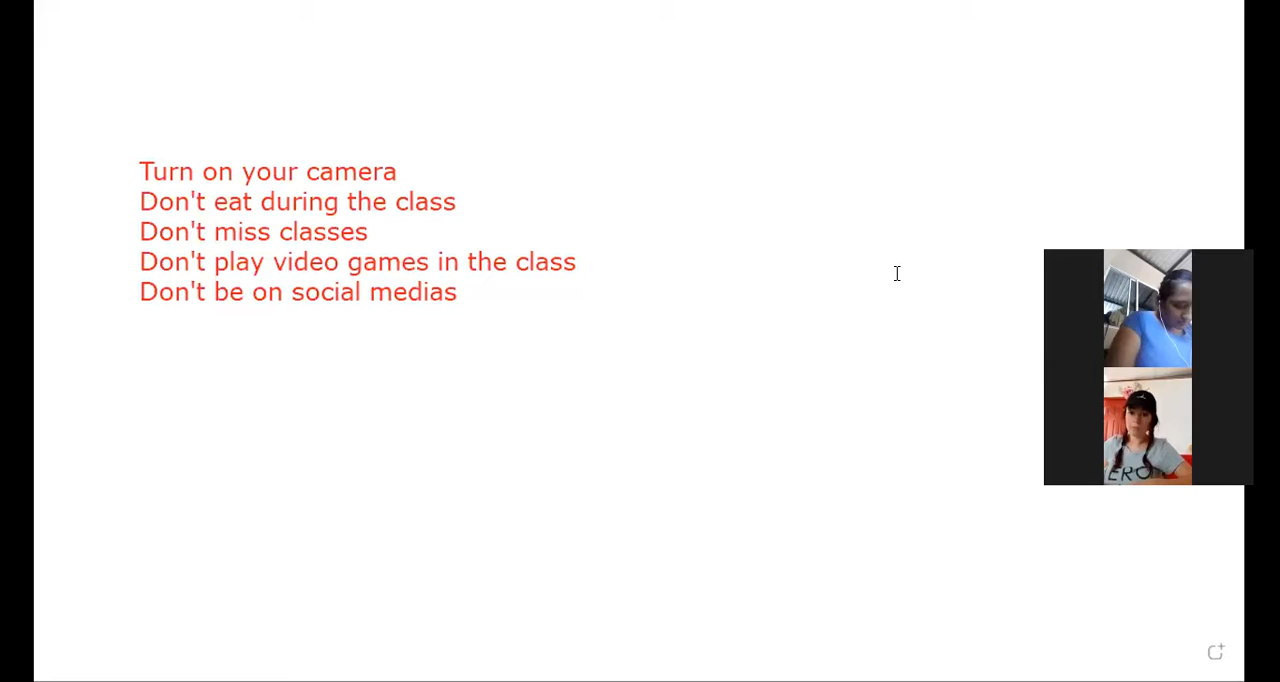 Turn on your camera
Don't eat during the class
Don't miss classes
Don't play video games in the class
Don't be on social medias
ERO